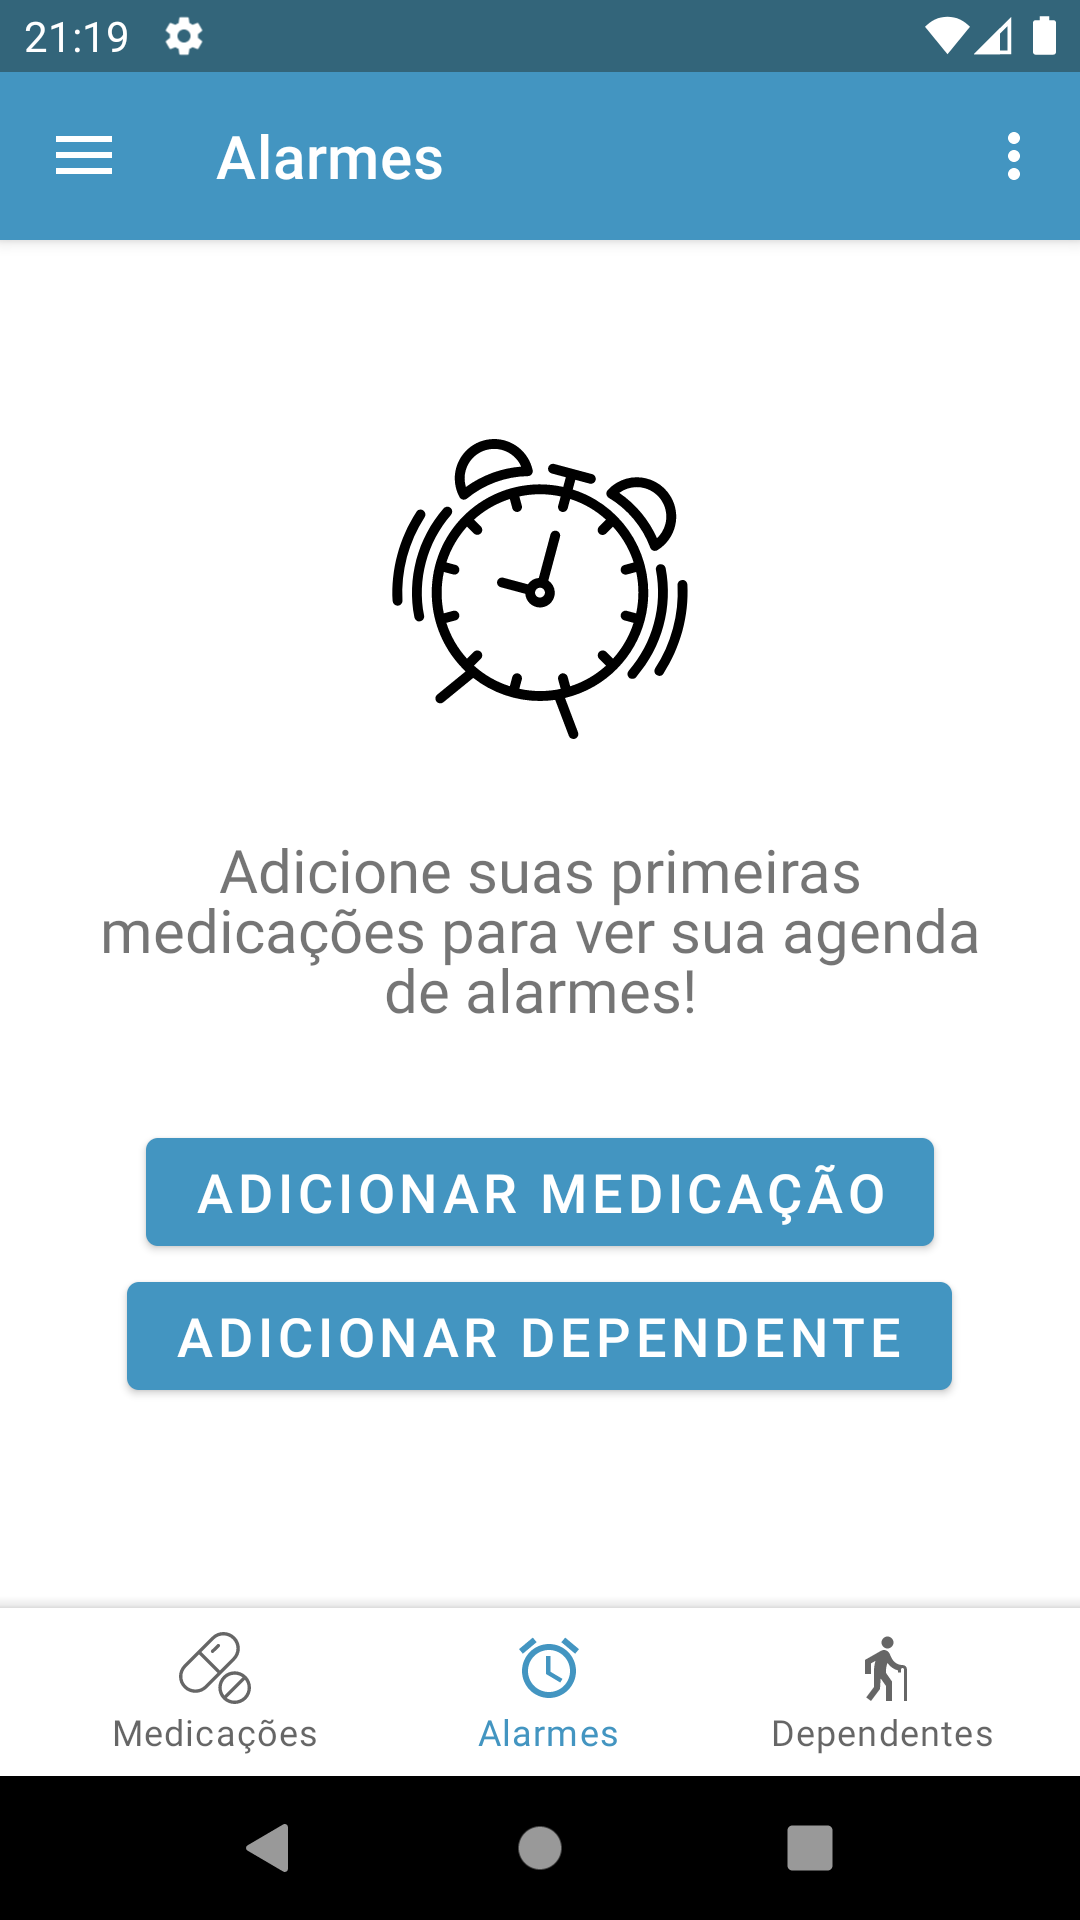 21:19
Alarmes
Adicione suas primeiras
medicações para ver sua agenda
de alarmes!
ADICIONAR MEDICAÇÃO
ADICIONAR DEPENDENTE
Medicações
Alarmes
Dependentes